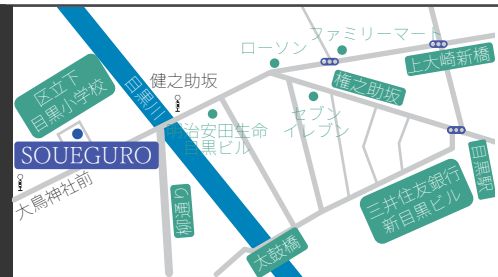 ファミリーマート
ローソン
上大崎新橋
区立下
目黒小学校
目黒川
健之助坂
権之助坂
セブン
イレブン
明治安田生命
目黒ビル
SOUEGURO
目黒駅
大鳥神社前
柳通り
三井住友銀行
新目黒ビル
太鼓橋